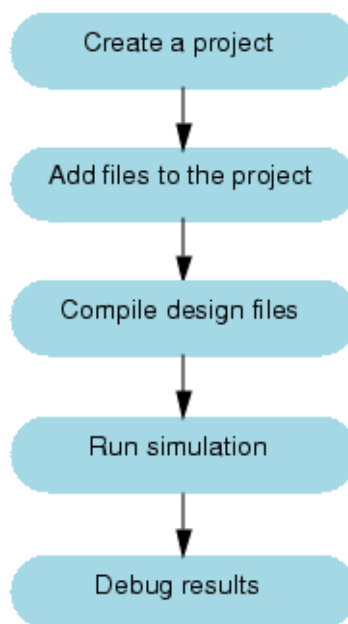 Create a project
Add files to the project
Compile design files
Run simulation
Debug results